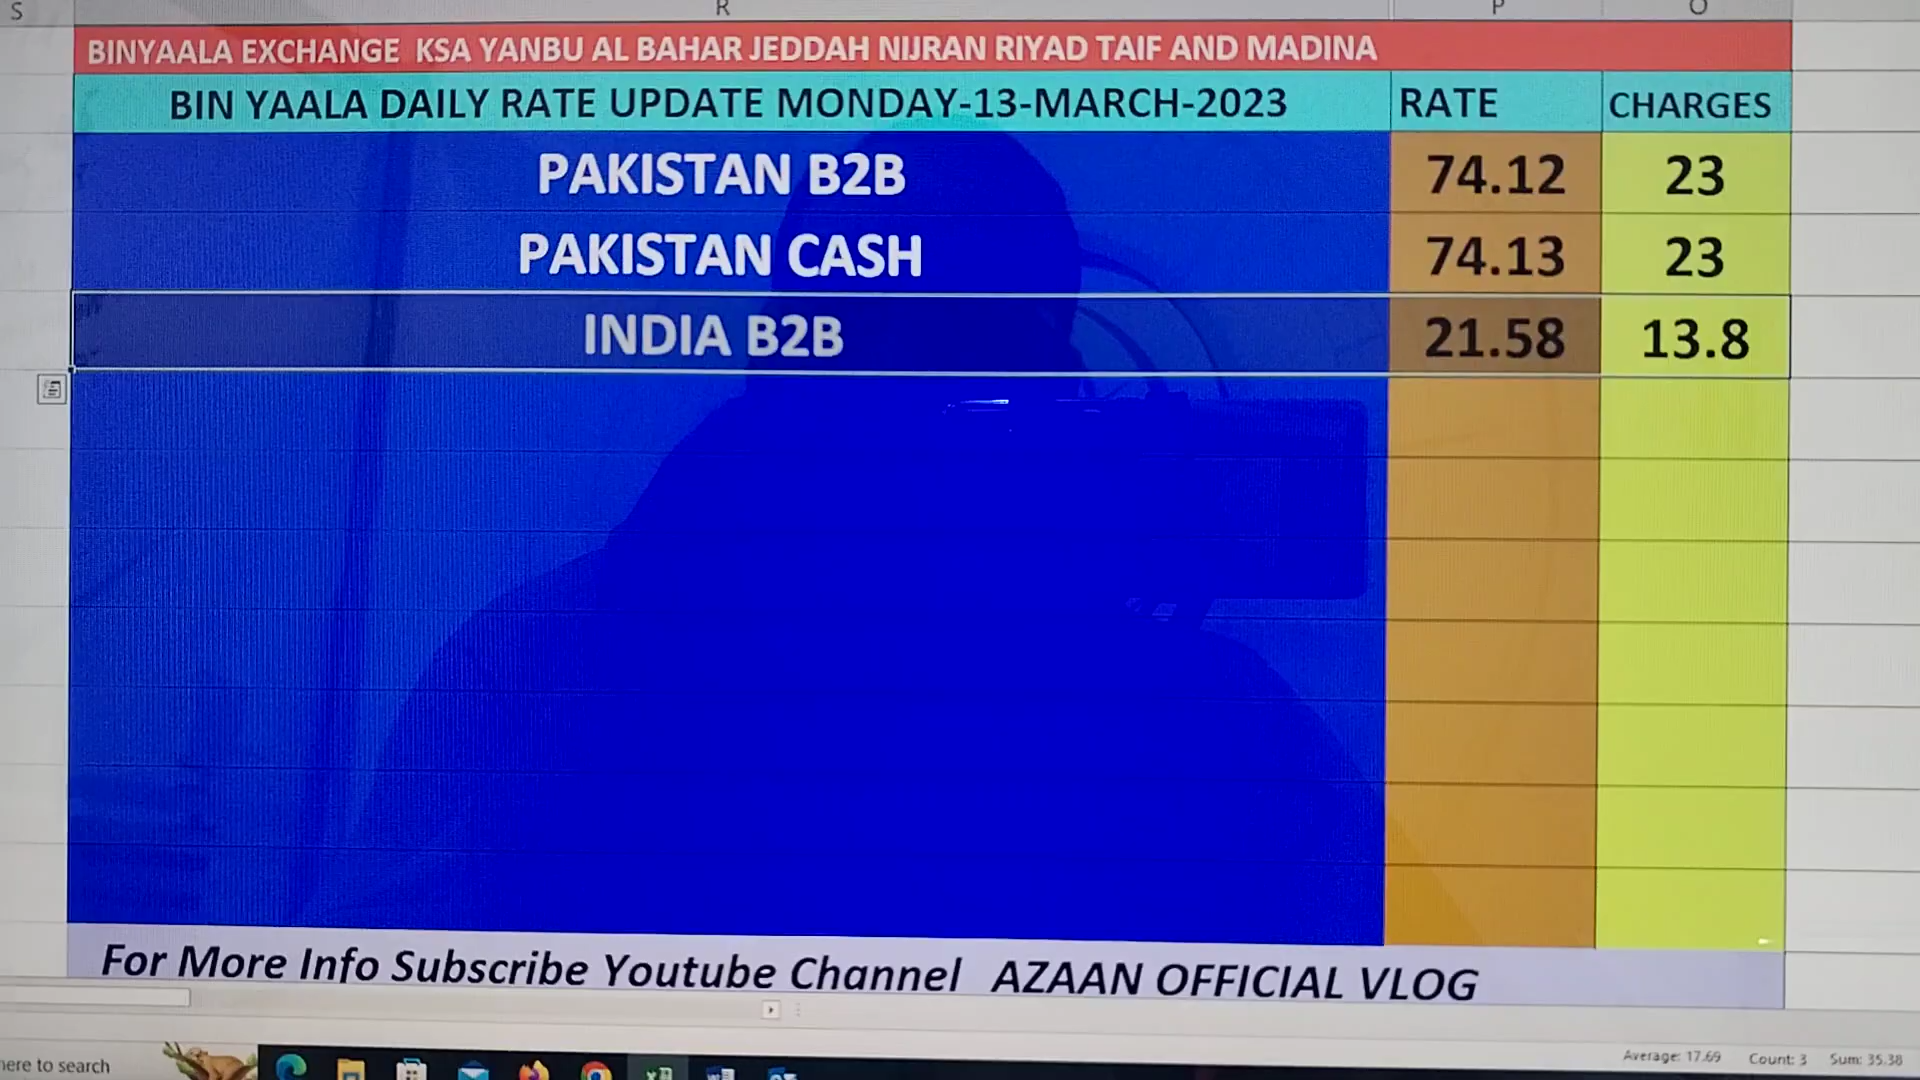 S R P O
BINYAALA EXCHANGE KSA YANBU AL BAHAR JEDDAH NIJRAN RIYAD TAIF AND MADINA
BIN YAALA DAILY RATE UPDATE MONDAY-13-MARCH-2023 RATE CHARGES
PAKISTAN B2B 74.12 23
PAKISTAN CASH 74.13 23
INDIA B2B 21.58 13.8
For More Info Subscribe Youtube Channel AZAAN OFFICIAL VLOG
Average: 17.69 Count: 3 Sum: 35.38
here to search